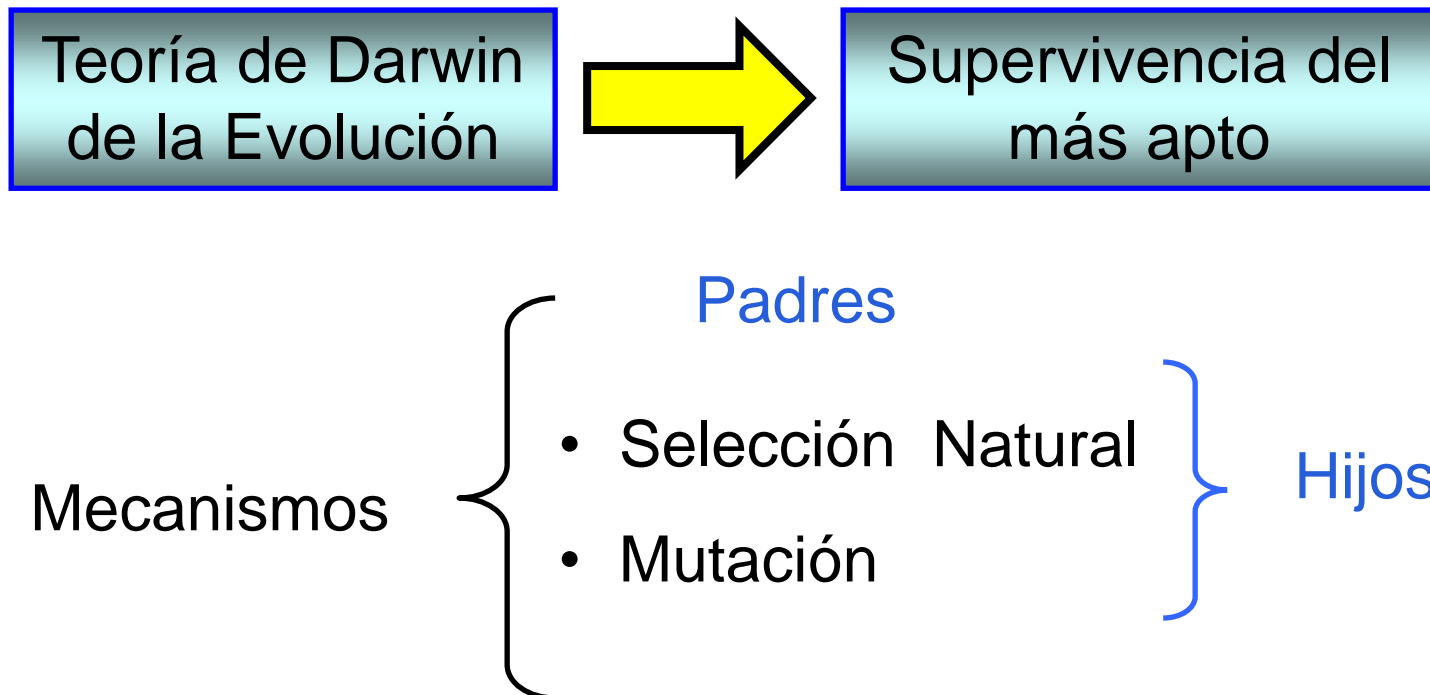 Teoría de Darwin
de la Evolución
Supervivencia del
más apto
Padres
• Selección Natural
Mecanismos
Hijos
• Mutación